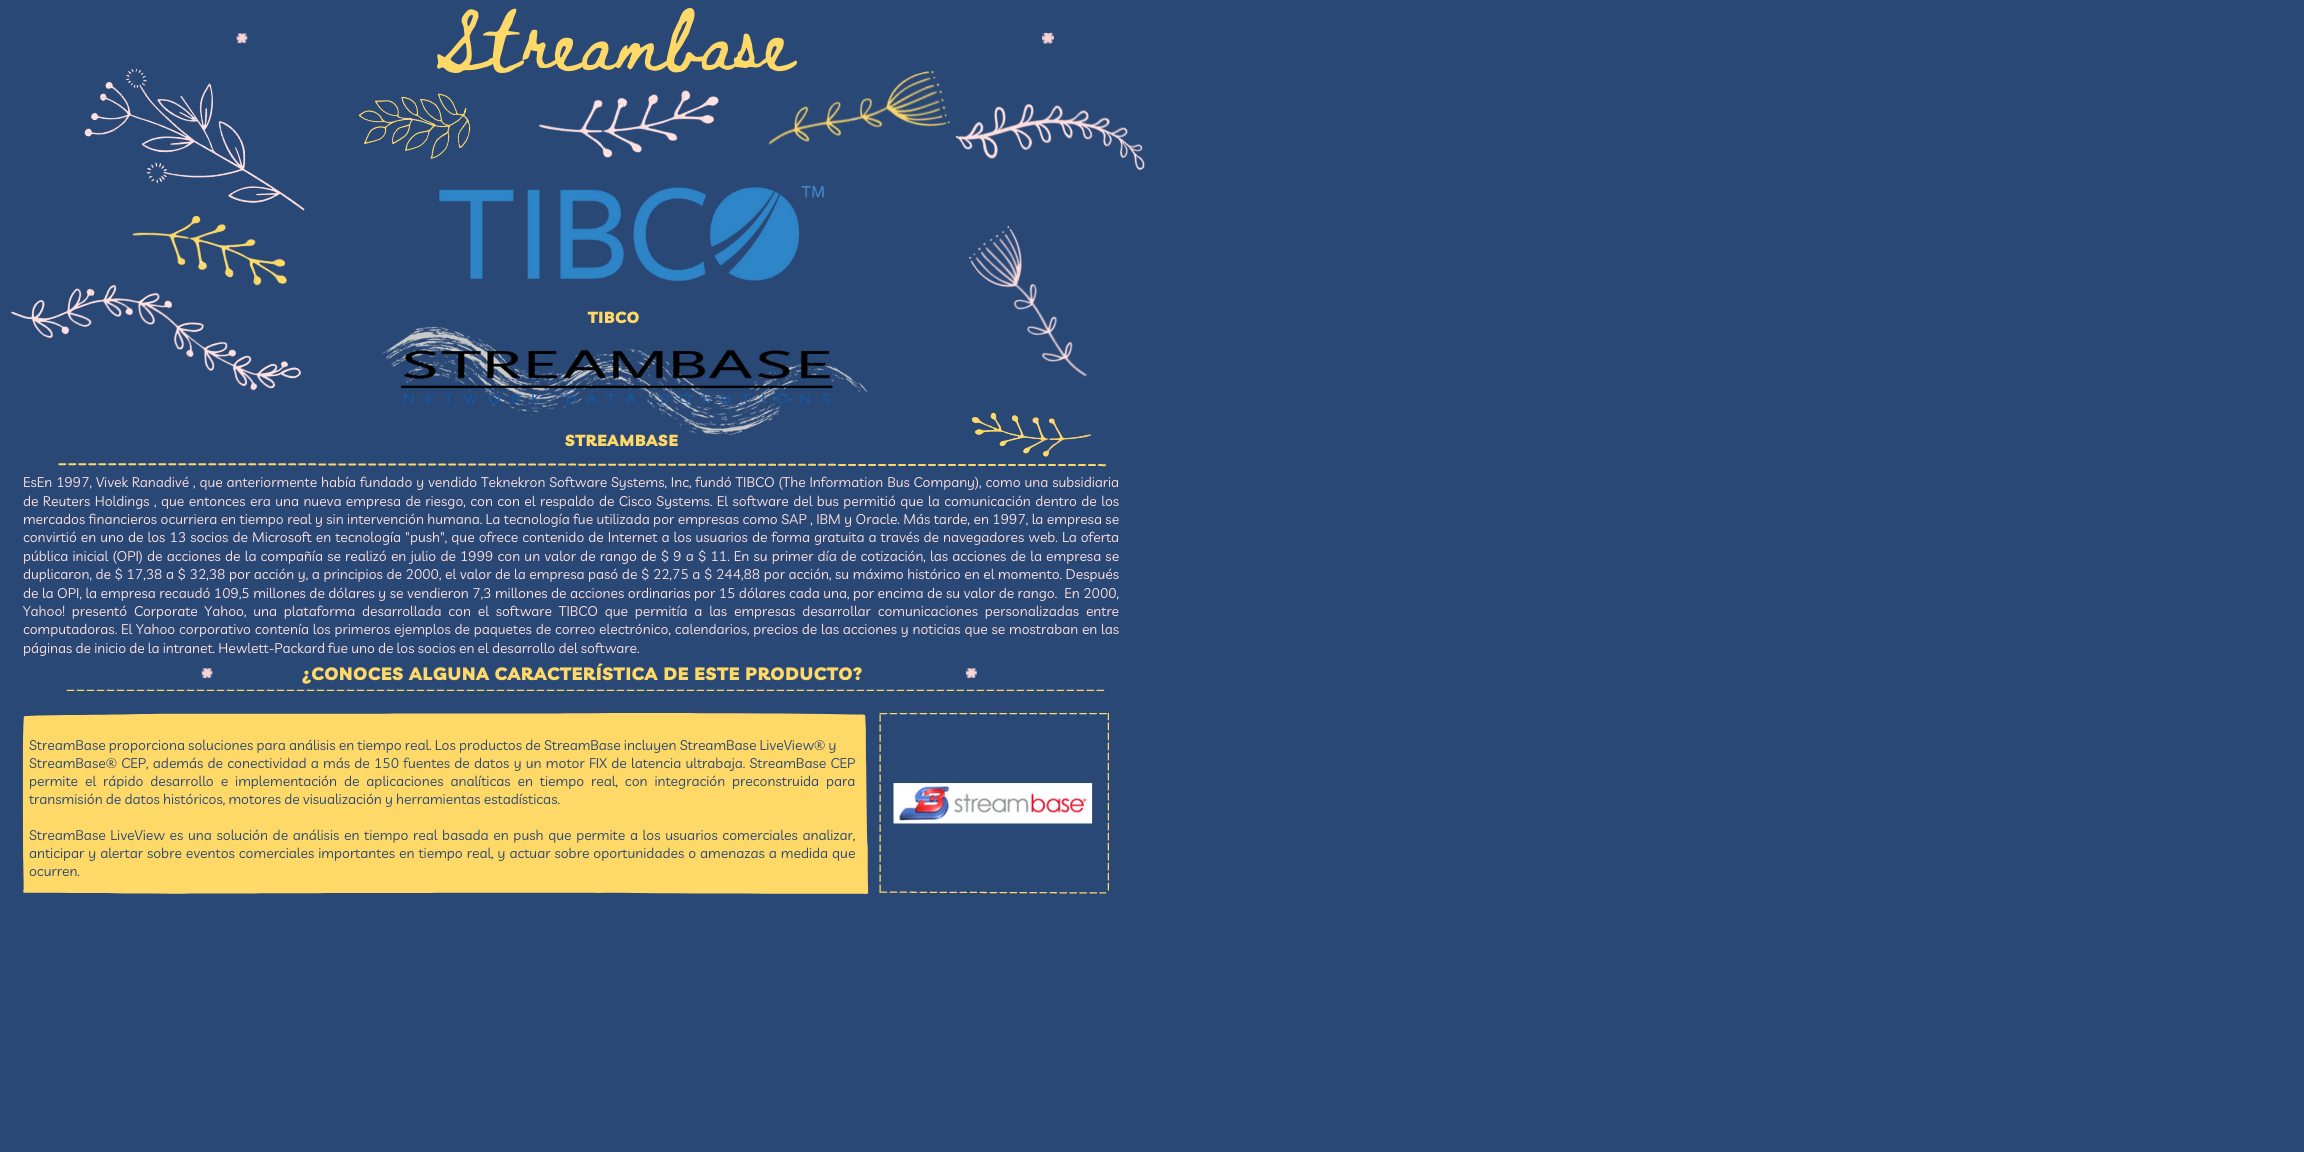 Streambase
TIBCO™
TIBCO
STREAMBASE
NETWORK DATA SOLUTIONS
STREAMBASE
EsEn 1997, Vivek Ranadivé , que anteriormente había fundado y vendido Teknekron Software Systems, Inc, fundó TIBCO (The Information Bus Company), como una subsidiaria
de Reuters Holdings , que entonces era una nueva empresa de riesgo, con con el respaldo de Cisco Systems. El software del bus permitió que la comunicación dentro de los
mercados financieros ocurriera en tiempo real y sin intervención humana. La tecnología fue utilizada por empresas como SAP , IBM y Oracle. Más tarde, en 1997, la empresa se
convirtió en uno de los 13 socios de Microsoft en tecnología "push", que ofrece contenido de Internet a los usuarios de forma gratuita a través de navegadores web. La oferta
pública inicial (OPI) de acciones de la compañía se realizó en julio de 1999 con un valor de rango de $ 9 a $ 11. En su primer día de cotización, las acciones de la empresa se
duplicaron, de $ 17,38 a $ 32,38 por acción y, a principios de 2000, el valor de la empresa pasó de $ 22,75 a $ 244,88 por acción, su máximo histórico en el momento. Después
de la OPI, la empresa recaudó 109,5 millones de dólares y se vendieron 7,3 millones de acciones ordinarias por 15 dólares cada una, por encima de su valor de rango.  En 2000,
Yahoo! presentó Corporate Yahoo, una plataforma desarrollada con el software TIBCO que permitía a las empresas desarrollar comunicaciones personalizadas entre
computadoras. El Yahoo corporativo contenía los primeros ejemplos de paquetes de correo electrónico, calendarios, precios de las acciones y noticias que se mostraban en las
páginas de inicio de la intranet. Hewlett-Packard fue uno de los socios en el desarrollo del software.
¿CONOCES ALGUNA CARACTERÍSTICA DE ESTE PRODUCTO?
StreamBase proporciona soluciones para análisis en tiempo real. Los productos de StreamBase incluyen StreamBase LiveView® y
StreamBase® CEP, además de conectividad a más de 150 fuentes de datos y un motor FIX de latencia ultrabaja. StreamBase CEP
permite el rápido desarrollo e implementación de aplicaciones analíticas en tiempo real, con integración preconstruida para
transmisión de datos históricos, motores de visualización y herramientas estadísticas.
StreamBase LiveView es una solución de análisis en tiempo real basada en push que permite a los usuarios comerciales analizar,
anticipar y alertar sobre eventos comerciales importantes en tiempo real, y actuar sobre oportunidades o amenazas a medida que
ocurren.
streambase®